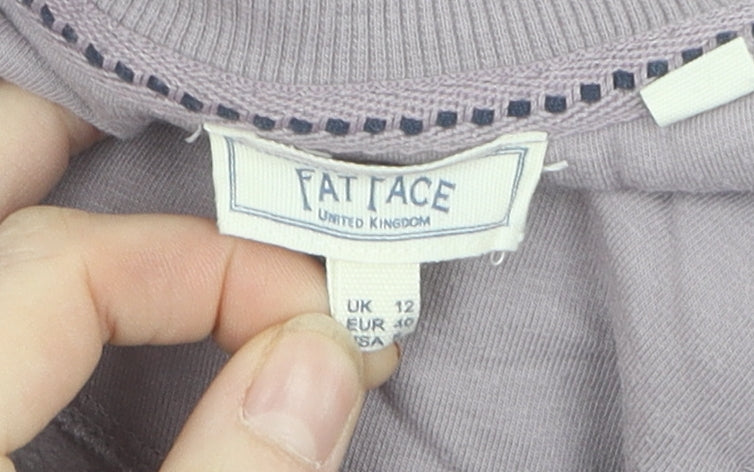 FAT FACE
UNITED KINGDOM
UK 12
EUR 40